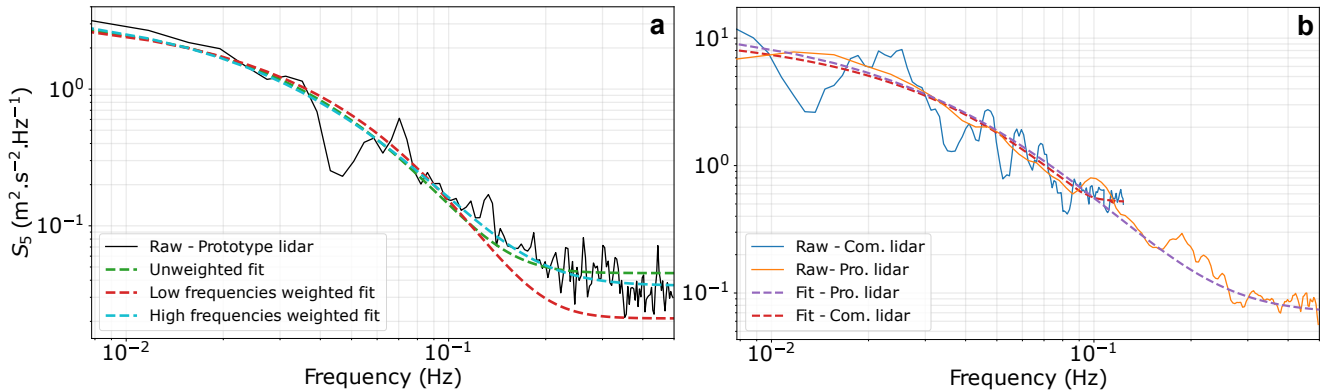 a
S₅ (m².s⁻².Hz⁻¹)
10⁰
10⁻¹
Raw - Prototype lidar
Unweighted fit
Low frequencies weighted fit
High frequencies weighted fit
10⁻²
10⁻¹
Frequency (Hz)
b
10¹
10⁰
10⁻¹
Raw - Com. lidar
Raw- Pro. lidar
Fit - Pro. lidar
Fit - Com. lidar
10⁻²
10⁻¹
Frequency (Hz)